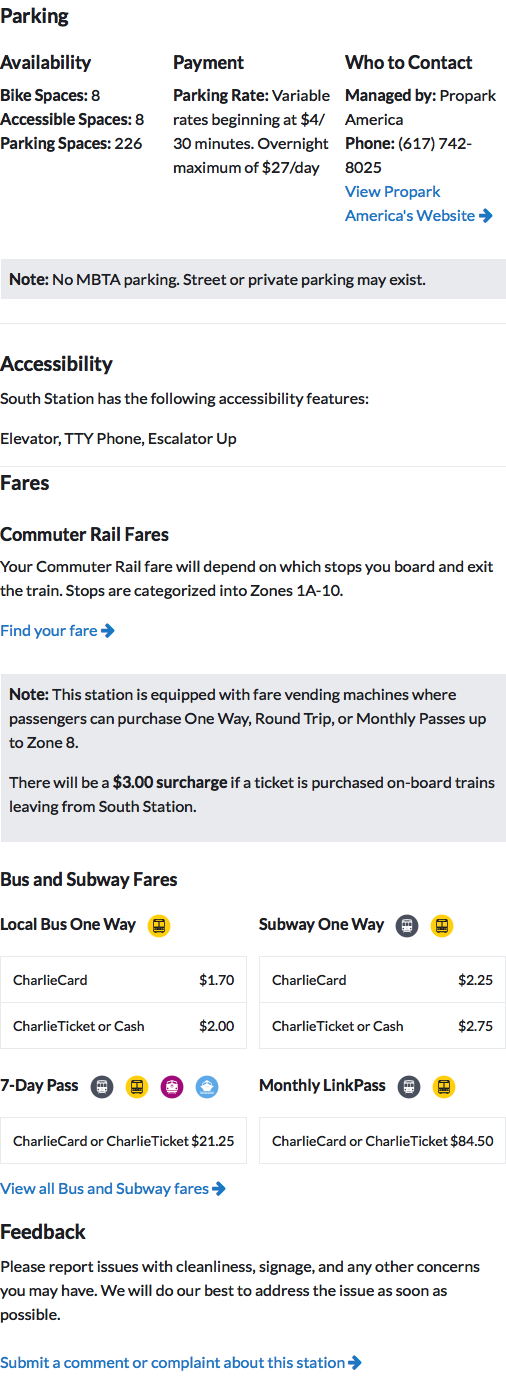 Parking
Availability
Bike Spaces: 8
Accessible Spaces: 8
Parking Spaces: 226
Payment
Parking Rate: Variable
rates beginning at $4/
30 minutes. Overnight
maximum of $27/day
Who to Contact
Managed by: Propark
America
Phone: (617) 742-
8025
View Propark
America's Website
Note: No MBTA parking. Street or private parking may exist.
Accessibility
South Station has the following accessibility features:
Elevator, TTY Phone, Escalator Up
Fares
Commuter Rail Fares
Your Commuter Rail fare will depend on which stops you board and exit
the train. Stops are categorized into Zones 1A-10.
Find your fare
Note: This station is equipped with fare vending machines where
passengers can purchase One Way, Round Trip, or Monthly Passes up
to Zone 8.
There will be a $3.00 surcharge if a ticket is purchased on-board trains
leaving from South Station.
Bus and Subway Fares
Local Bus One Way
CharlieCard $1.70
CharlieTicket or Cash $2.00
Subway One Way
CharlieCard $2.25
CharlieTicket or Cash $2.75
7-Day Pass
CharlieCard or CharlieTicket $21.25
Monthly LinkPass
CharlieCard or CharlieTicket $84.50
View all Bus and Subway fares
Feedback
Please report issues with cleanliness, signage, and any other concerns
you may have. We will do our best to address the issue as soon as
possible.
Submit a comment or complaint about this station